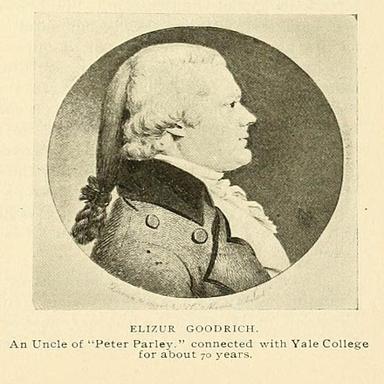 ELIZUR GOODRICH.
An Uncle of "Peter Parley." connected with Yale College
for about 70 years.